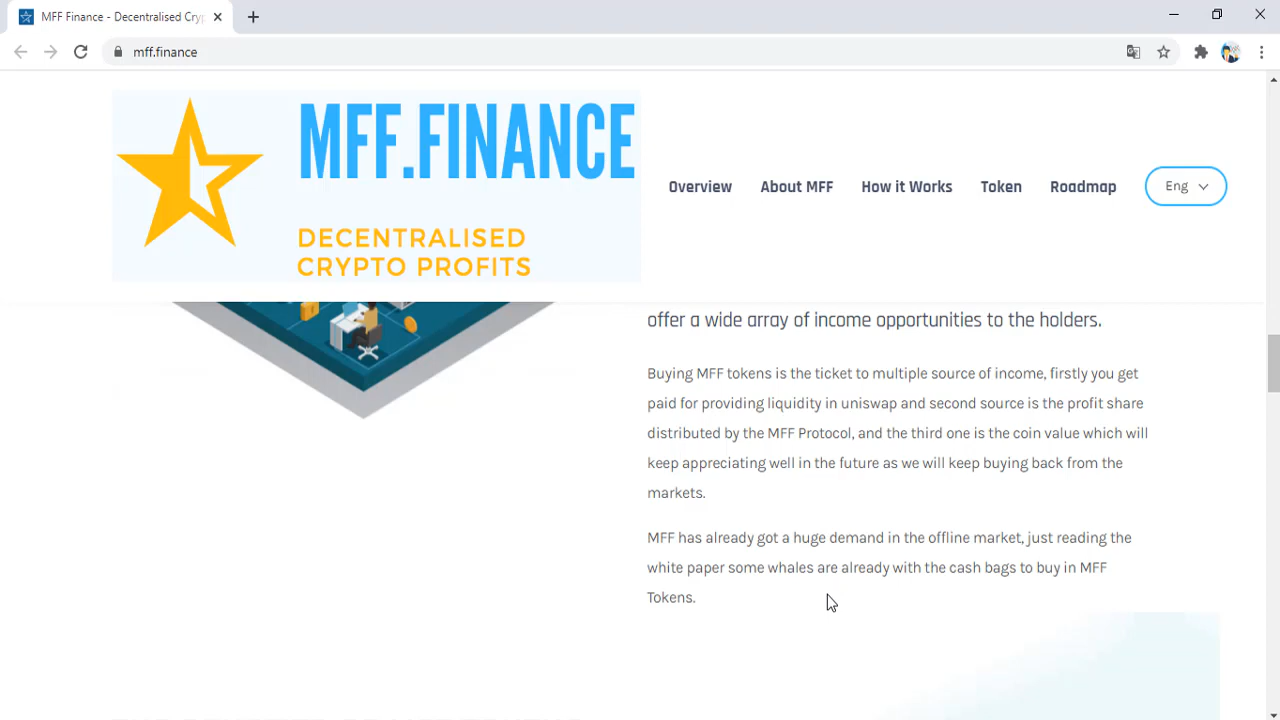 MFF Finance - Decentralised Cry
mff.finance
MFF.FINANCE
DECENTRALISED
CRYPTO PROFITS
Overview
About MFF
How it Works
Token
Roadmap
Eng
offer a wide array of income opportunities to the holders.
Buying MFF tokens is the ticket to multiple source of income, firstly you get
paid for providing liquidity in uniswap and second source is the profit share
distributed by the MFF Protocol, and the third one is the coin value which will
keep appreciating well in the future as we will keep buying back from the
markets.
MFF has already got a huge demand in the offline market, just reading the
white paper some whales are already with the cash bags to buy in MFF
Tokens.